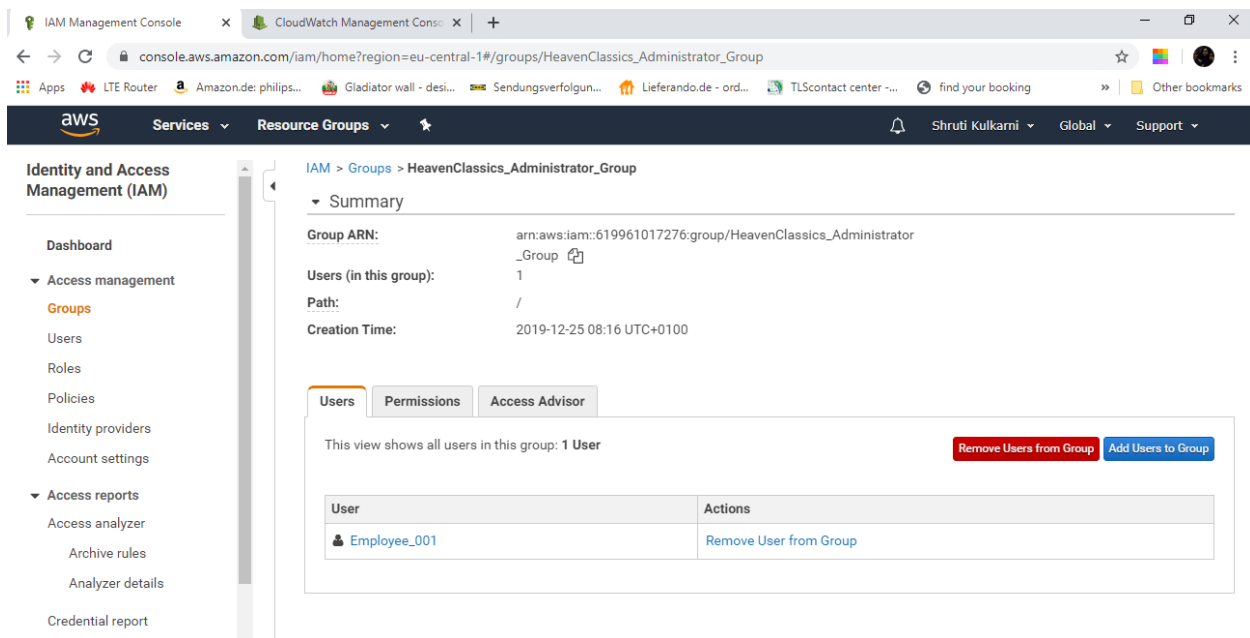 IAM Management Console
CloudWatch Management Consc
console.aws.amazon.com/iam/home?region=eu-central-1#/groups/HeavenClassics_Administrator_Group
Apps LTE Router Amazon.de: philips... Gladiator wall - desi... Sendungsverfolgun... Lieferando.de - ord... TLScontact center -... find your booking » Other bookmarks
aws Services Resource Groups Shruti Kulkarni Global Support
Identity and Access
Management (IAM)
Dashboard
Access management
Groups
Users
Roles
Policies
Identity providers
Account settings
Access reports
Access analyzer
Archive rules
Analyzer details
Credential report
IAM > Groups > HeavenClassics_Administrator_Group
Summary
Group ARN: arn:aws:iam::619961017276:group/HeavenClassics_Administrator
_Group
Users (in this group): 1
Path: /
Creation Time: 2019-12-25 08:16 UTC+0100
Users Permissions Access Advisor
This view shows all users in this group: 1 User
Remove Users from Group Add Users to Group
User Actions
Employee_001 Remove User from Group